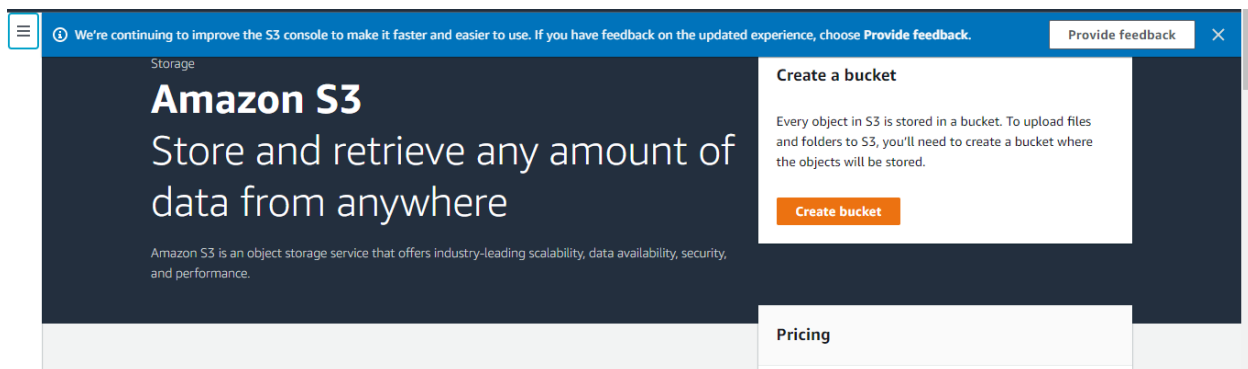 We're continuing to improve the S3 console to make it faster and easier to use. If you have feedback on the updated experience, choose Provide feedback.
Provide feedback
Storage
Amazon S3
Store and retrieve any amount of
data from anywhere
Amazon S3 is an object storage service that offers industry-leading scalability, data availability, security,
and performance.
Create a bucket
Every object in S3 is stored in a bucket. To upload files
and folders to S3, you'll need to create a bucket where
the objects will be stored.
Create bucket
Pricing